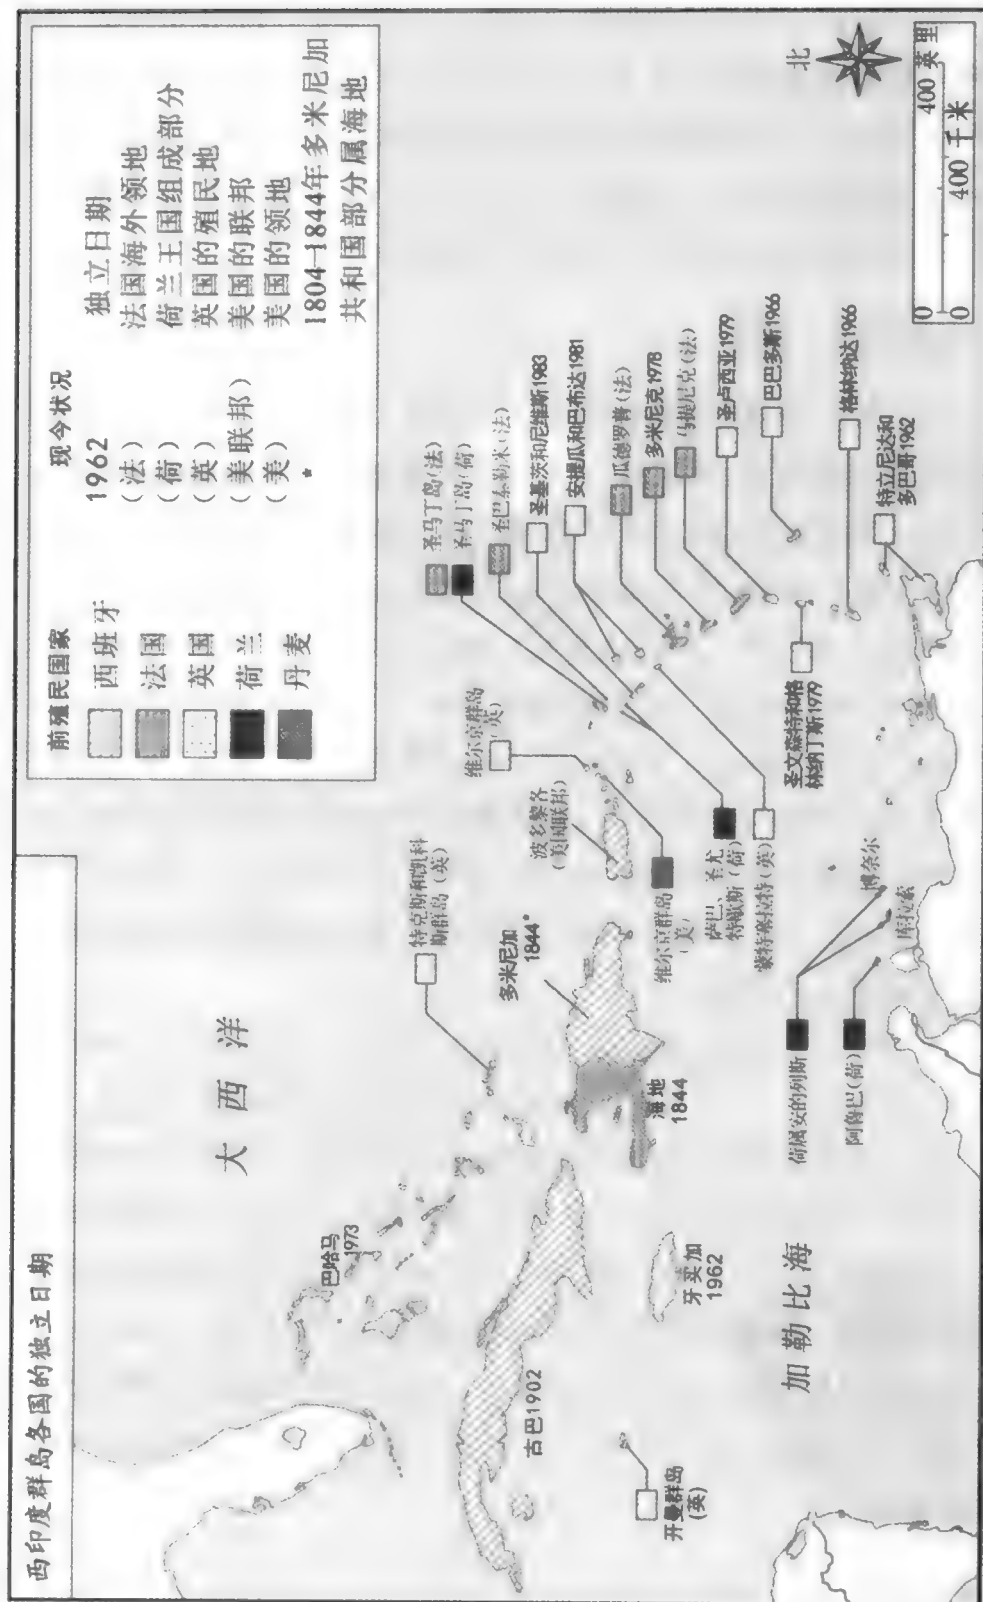 西印度群岛各国的独立日期
前殖民国家
西班牙
法国
英国
荷兰
丹麦
现今状况
1962 独立日期
(法) 法国海外领地
(荷) 荷兰王国组成部分
(英) 英国的殖民地
(美联邦) 美国的联邦
(美) 美国的领地
* 1804-1844年多米尼加
共和国部分属海地
北
0 400英里
0 400千米
大西洋
加勒比海
巴哈马
1973
特克斯和凯科
斯群岛(英)
古巴1902
开曼群岛
(英)
牙买加
1962
海地
1844
多米尼加
1844*
波多黎各
(美国联邦)
维尔京群岛
(英)
维尔京群岛
(美)
圣马丁岛(法)
圣马丁岛(荷)
圣巴泰勒米(法)
圣基茨和尼维斯1983
安提瓜和巴布达1981
瓜德罗普(法)
多米尼克1978
马提尼克(法)
圣卢西亚1979
巴巴多斯1966
格林纳达1966
特立尼达和
多巴哥1962
圣文森特和格
林纳丁斯1979
萨巴、圣尤
特歇斯(荷)
蒙特塞拉特(英)
荷属安的列斯
阿鲁巴(荷)
博奈尔
库拉索